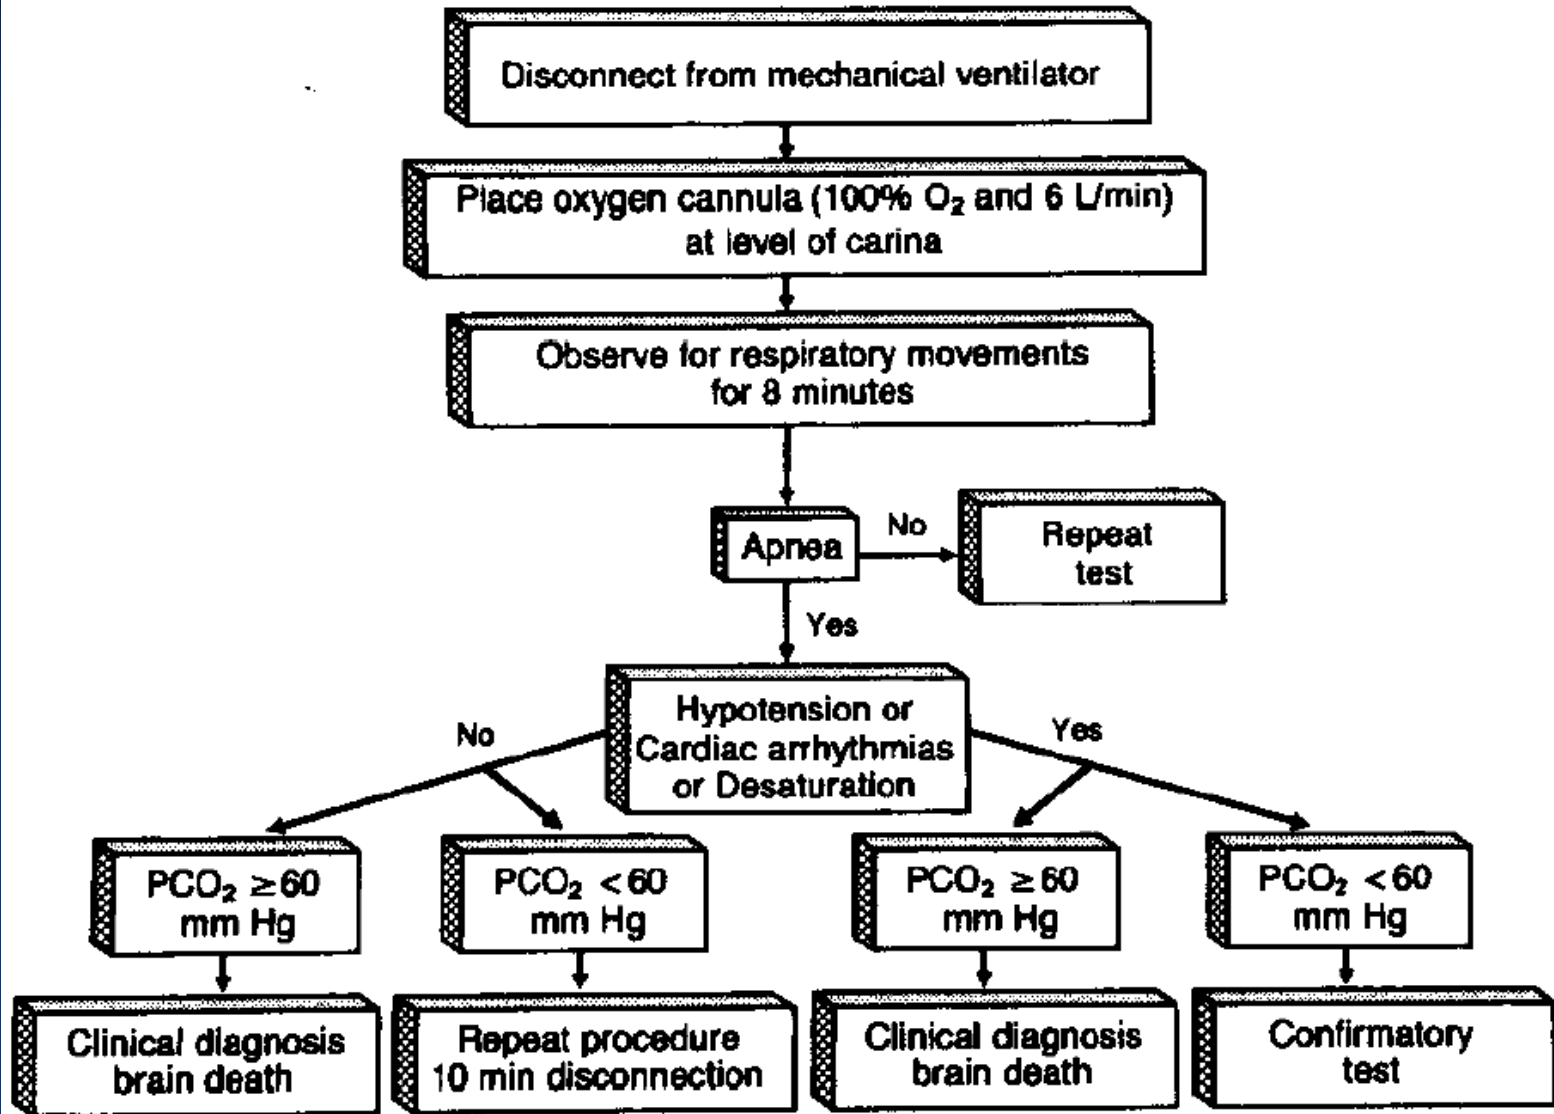 Disconnect from mechanical ventilator
Place oxygen cannula (100% O₂ and 6 L/min)
at level of carina
Observe for respiratory movements
for 8 minutes
Apnea
No
Repeat
test
Yes
Hypotension or
Cardiac arrhythmias
or Desaturation
No
Yes
PCO₂ ≥60
mm Hg
PCO₂ <60
mm Hg
PCO₂ ≥60
mm Hg
PCO₂ <60
mm Hg
Clinical diagnosis
brain death
Repeat procedure
10 min disconnection
Clinical diagnosis
brain death
Confirmatory
test